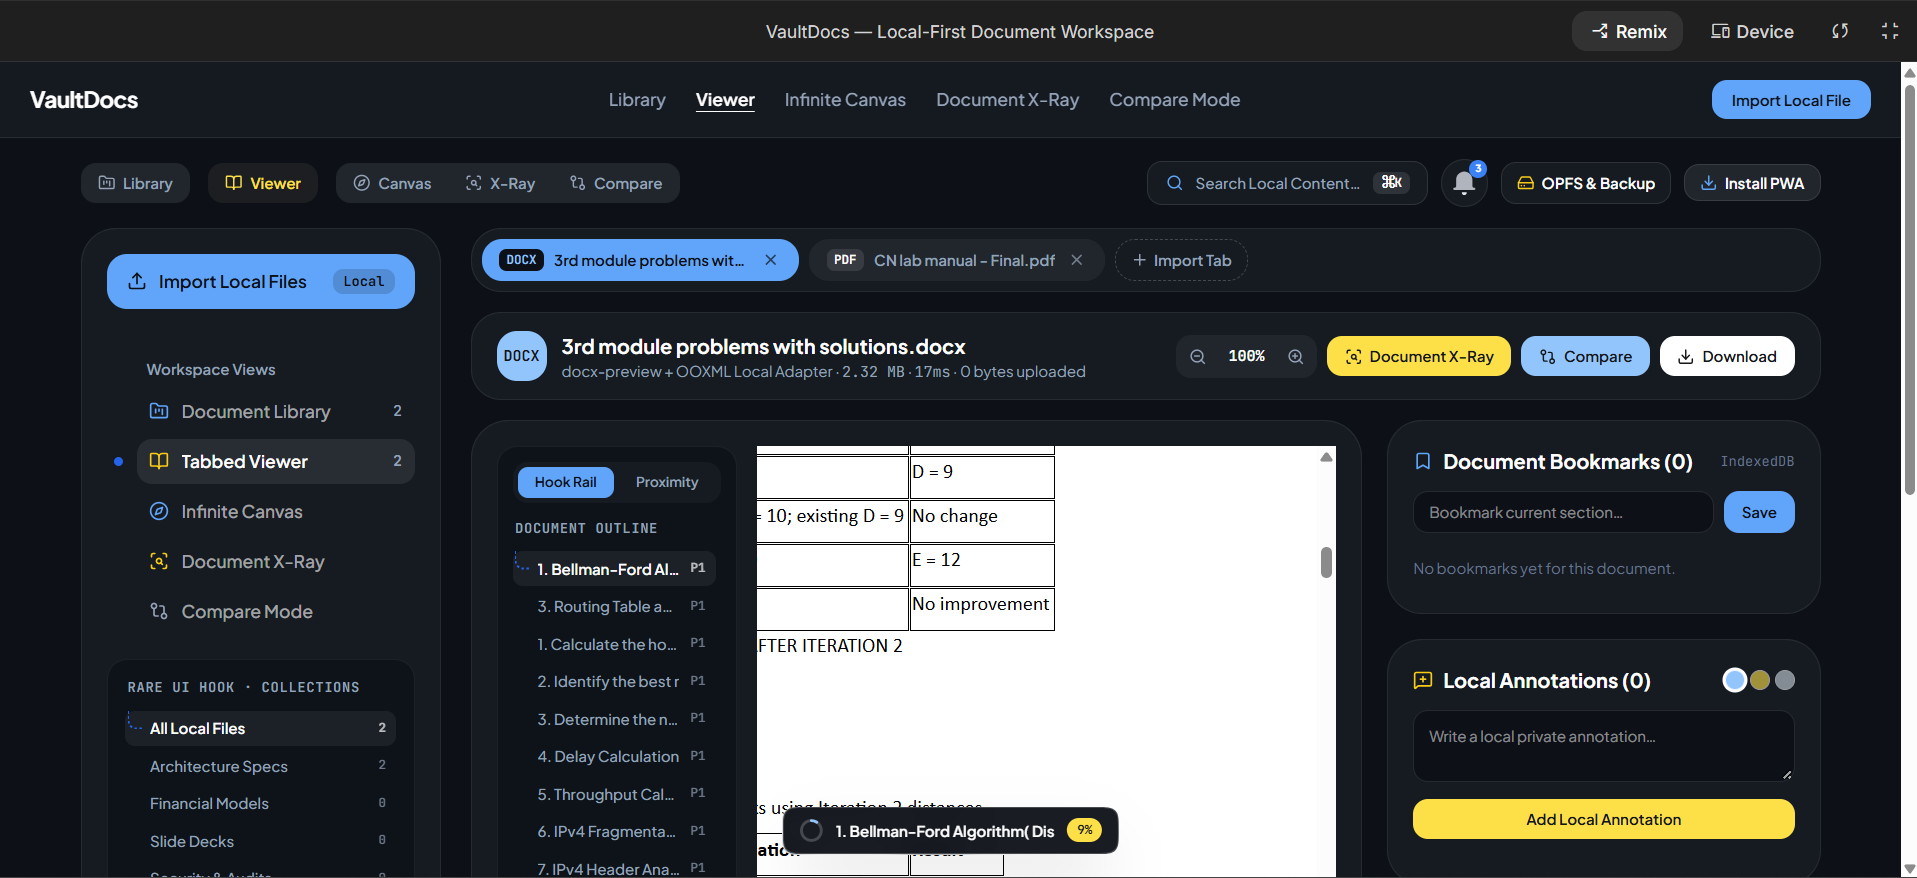 VaultDocs — Local-First Document Workspace
Remix
Device
VaultDocs
Library
Viewer
Infinite Canvas
Document X-Ray
Compare Mode
Import Local File
Library
Viewer
Canvas
X-Ray
Compare
Search Local Content...
⌘K
3
OPFS & Backup
Install PWA
Import Local Files
Local
Workspace Views
Document Library 2
Tabbed Viewer 2
Infinite Canvas
Document X-Ray
Compare Mode
RARE UI HOOK · COLLECTIONS
All Local Files 2
Architecture Specs 2
Financial Models 0
Slide Decks 0
DOCX 3rd module problems wit...
PDF CN lab manual - Final.pdf
+ Import Tab
DOCX
3rd module problems with solutions.docx
docx-preview + OOXML Local Adapter · 2.32 MB · 17ms · 0 bytes uploaded
100%
Document X-Ray
Compare
Download
Hook Rail
Proximity
DOCUMENT OUTLINE
1. Bellman-Ford Al... P1
3. Routing Table a... P1
1. Calculate the ho... P1
2. Identify the best r P1
3. Determine the n... P1
4. Delay Calculation P1
5. Throughput Cal... P1
6. IPv4 Fragmenta... P1
7. IPv4 Header Ana... P1
D = 9
= 10; existing D = 9 No change
E = 12
No improvement
FTER ITERATION 2
using Iteration 2 distances
1. Bellman-Ford Algorithm( Dis 9%
Document Bookmarks (0)
IndexedDB
Bookmark current section...
Save
No bookmarks yet for this document.
Local Annotations (0)
Write a local private annotation...
Add Local Annotation